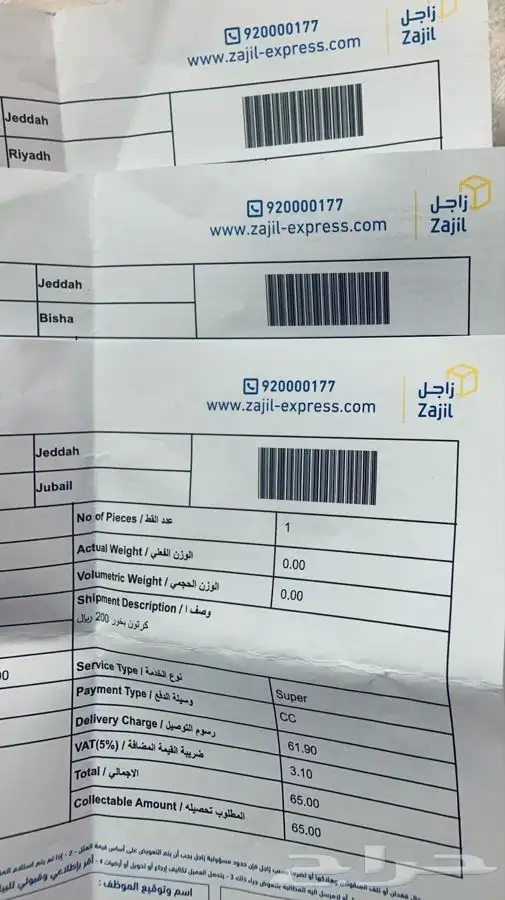 920000177
زاجل
www.zajil-express.com
Zajil
Jeddah
Riyadh
920000177
زاجل
www.zajil-express.com
Zajil
Jeddah
Bisha
920000177
زاجل
www.zajil-express.com
Zajil
Jeddah
Jubail
No of Pieces / عدد القط
1
Actual Weight / الوزن الفعلي
0.00
Volumetric Weight / الوزن الحجمي
0.00
Shipment Description / وصف ا
كرتون بخور 200 ريال
Service Type / نوع الخدمة
Super
Payment Type / وسيلة الدفع
CC
Delivery Charge / رسوم التوصيل
61.90
VAT(5%) / ضريبة القيمة المضافة
3.10
Total / الاجمالي
65.00
Collectable Amount / المطلوب تحصيله
65.00
حراج
اسم وتوقيع الموظف :